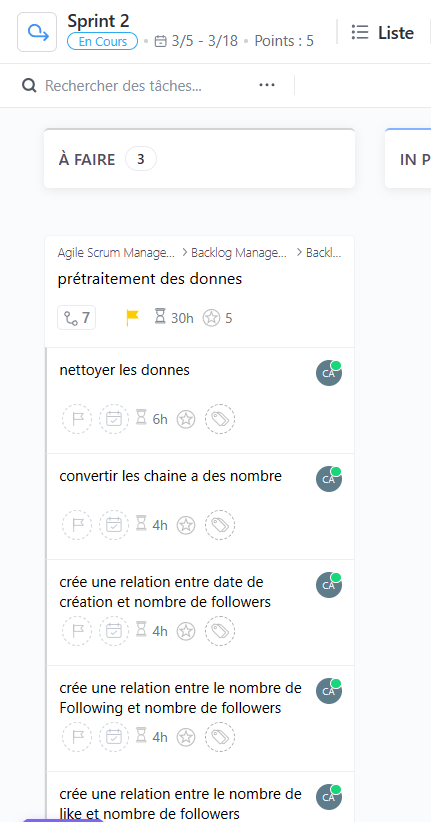 Sprint 2
En Cours • 3/5 - 3/18 • Points : 5
Liste
Rechercher des tâches...
À FAIRE 3
IN P
Agile Scrum Manage... > Backlog Manage... > Backl...
prétraitement des donnes
7 30h 5
nettoyer les donnes
CA
6h
convertir les chaine a des nombre
CA
4h
crée une relation entre date de
création et nombre de followers
CA
4h
crée une relation entre le nombre de
Following et nombre de followers
CA
4h
crée une relation entre le nombre de
like et nombre de followers
CA